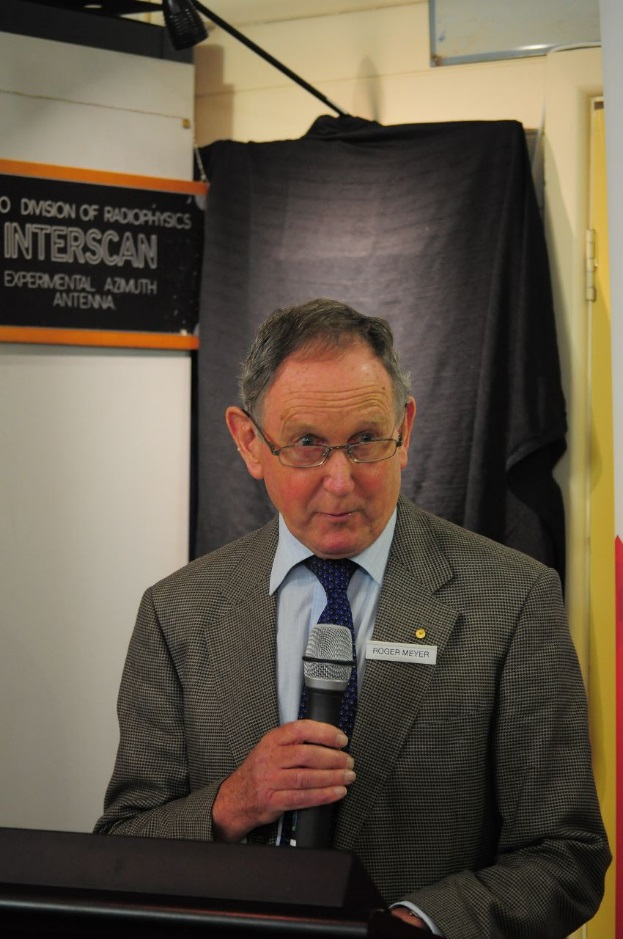 O DIVISION OF RADIOPHYSICS
INTERSCAN
EXPERIMENTAL AZIMUTH
ANTENNA
ROGER MEYER